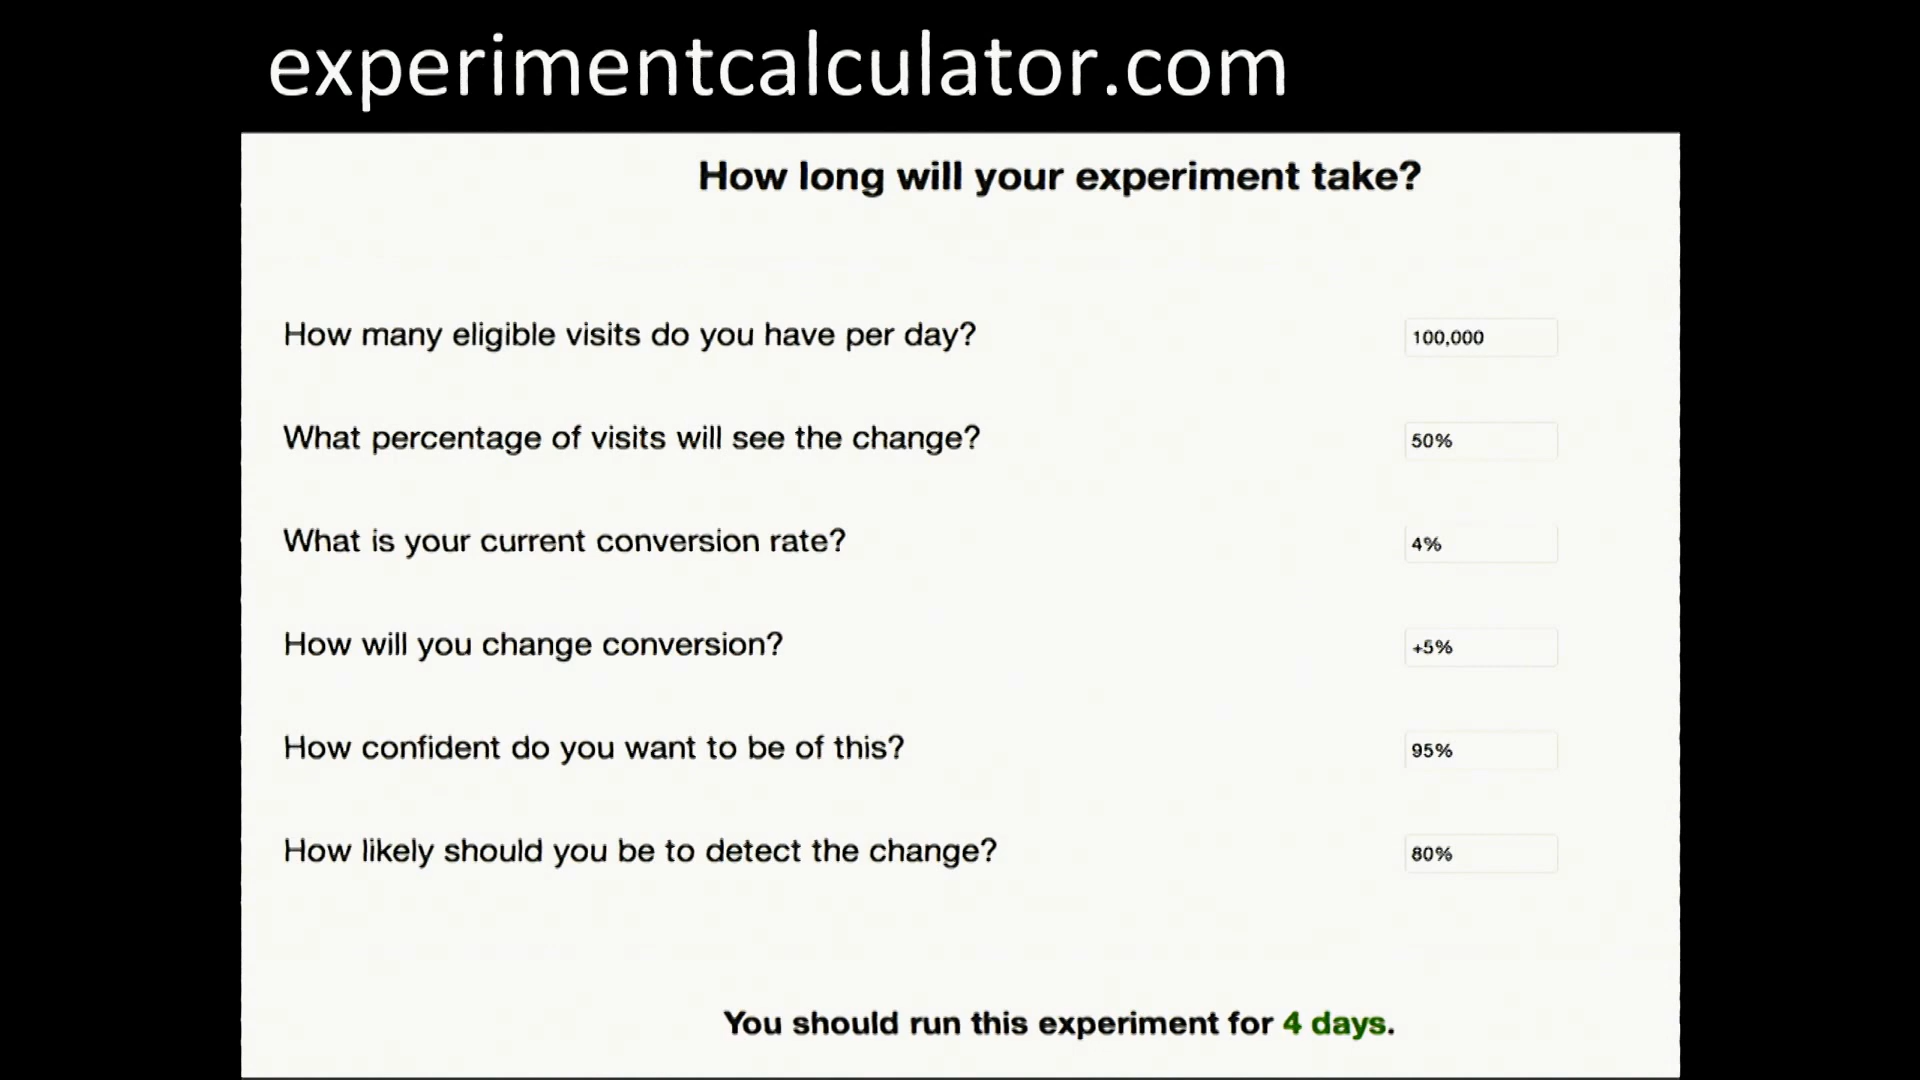 experimentcalculator.com
How long will your experiment take?
How many eligible visits do you have per day? 100,000
What percentage of visits will see the change? 50%
What is your current conversion rate? 4%
How will you change conversion? +5%
How confident do you want to be of this? 95%
How likely should you be to detect the change? 80%
You should run this experiment for 4 days.